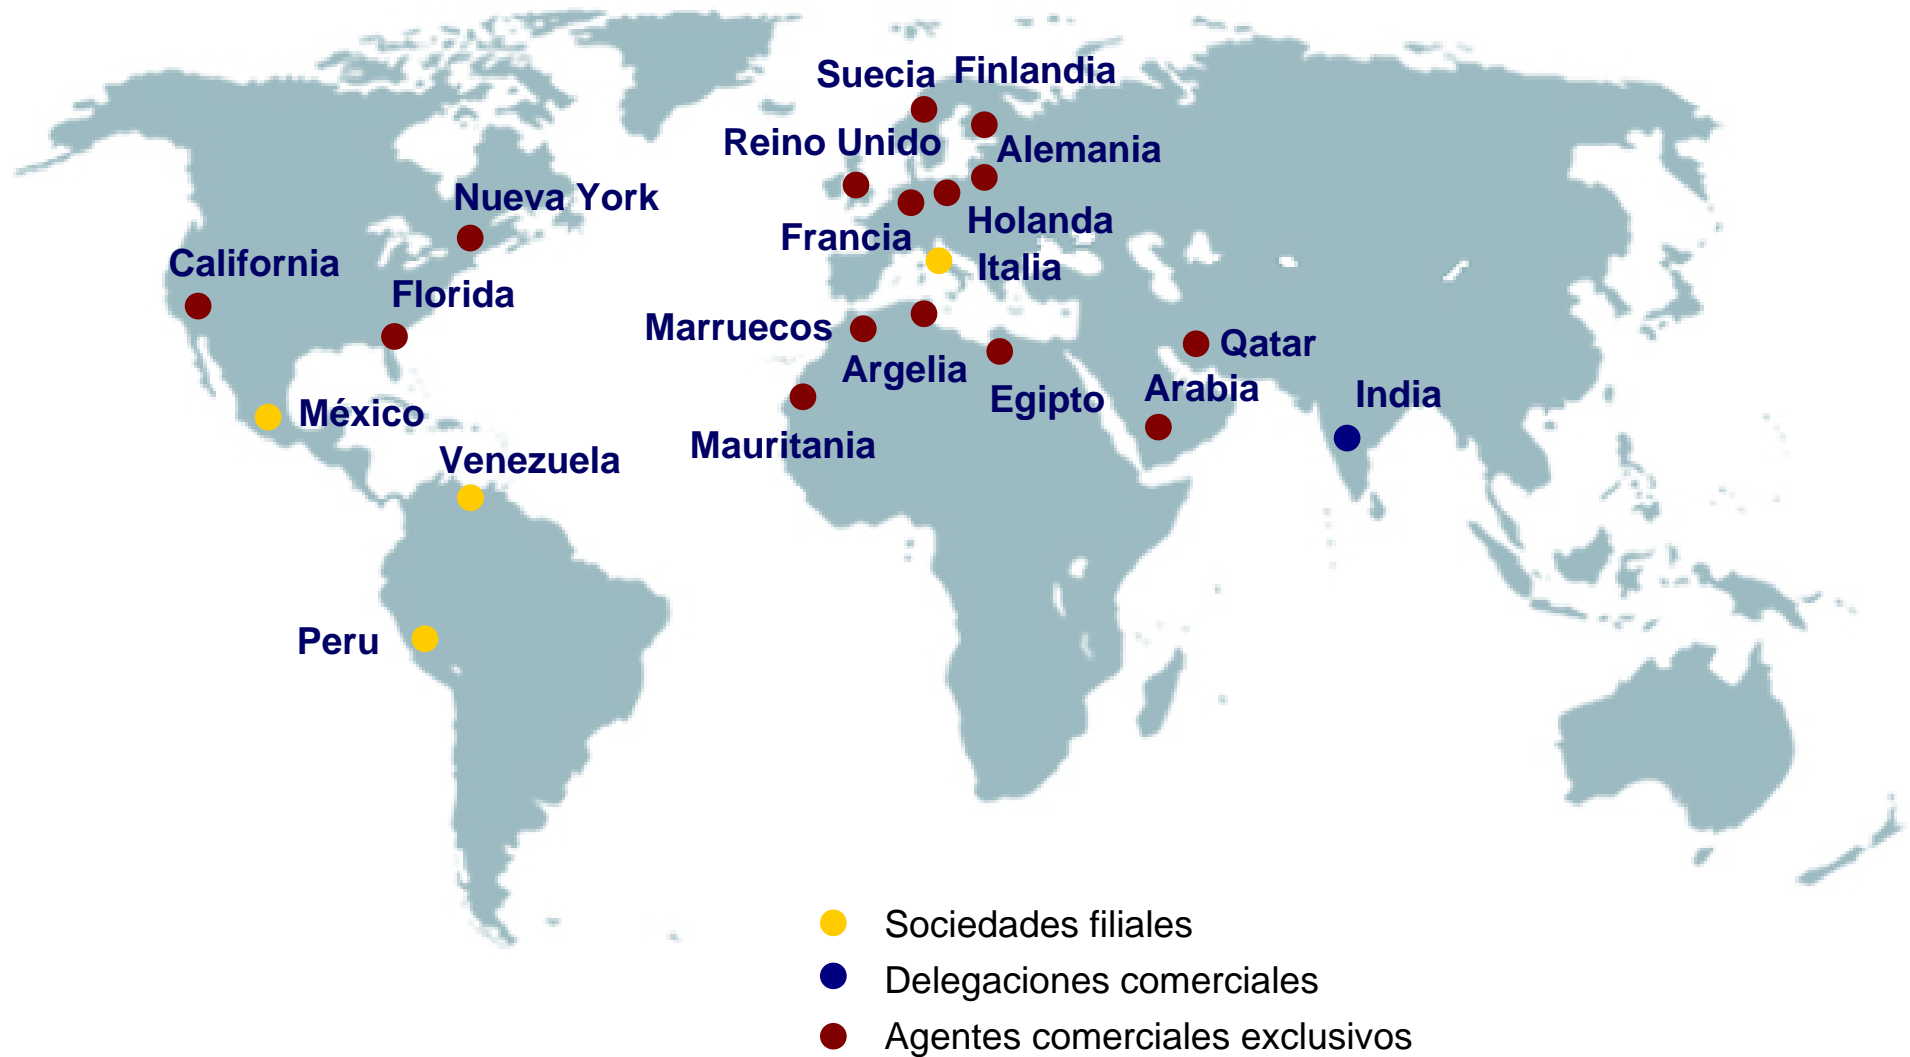 Suecia
Finlandia
Reino Unido
Alemania
Nueva York
Holanda
Francia
California
Italia
Florida
Marruecos
Qatar
Argelia
Arabia
India
Egipto
México
Mauritania
Venezuela
Peru
Sociedades filiales
Delegaciones comerciales
Agentes comerciales exclusivos